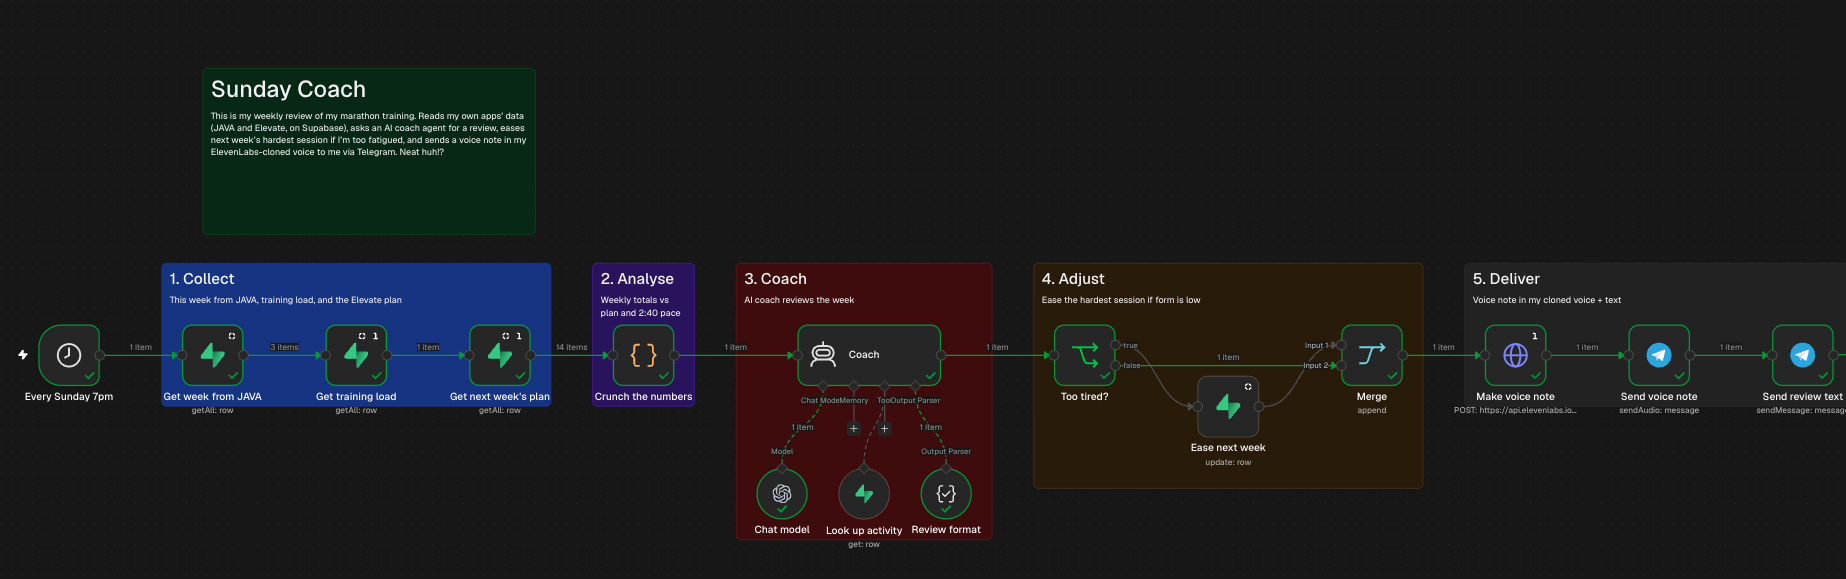 Sunday Coach
This is my weekly review of my marathon training. Reads my own apps' data
(JAVA and Elevate, on Supabase), asks an AI coach agent for a review, eases
next week's hardest session if I'm too fatigued, and sends a voice note in my
ElevenLabs-cloned voice to me via Telegram. Neat huh!?
1. Collect
This week from JAVA, training load, and the Elevate plan
2. Analyse
Weekly totals vs
plan and 2:40 pace
3. Coach
AI coach reviews the week
4. Adjust
Ease the hardest session if form is low
5. Deliver
Voice note in my cloned voice + text
1
1
1
1 item
3 items
1 item
14 items
1 item
Coach
1 item
true
false
1 item
Input 1
Input 2
1 item
1 item
1 item
Every Sunday 7pm
Get week from JAVA
getAll: row
Get training load
getAll: row
Get next week's plan
getAll: row
Crunch the numbers
Chat Model
Memory
Tool
Output Parser
1 item
1 item
Model
Output Parser
Chat model
Look up activity
get: row
Review format
Too tired?
Ease next week
update: row
Merge
append
Make voice note
POST: https://api.elevenlabs.io...
Send voice note
sendAudio: message
Send review text
sendMessage: message